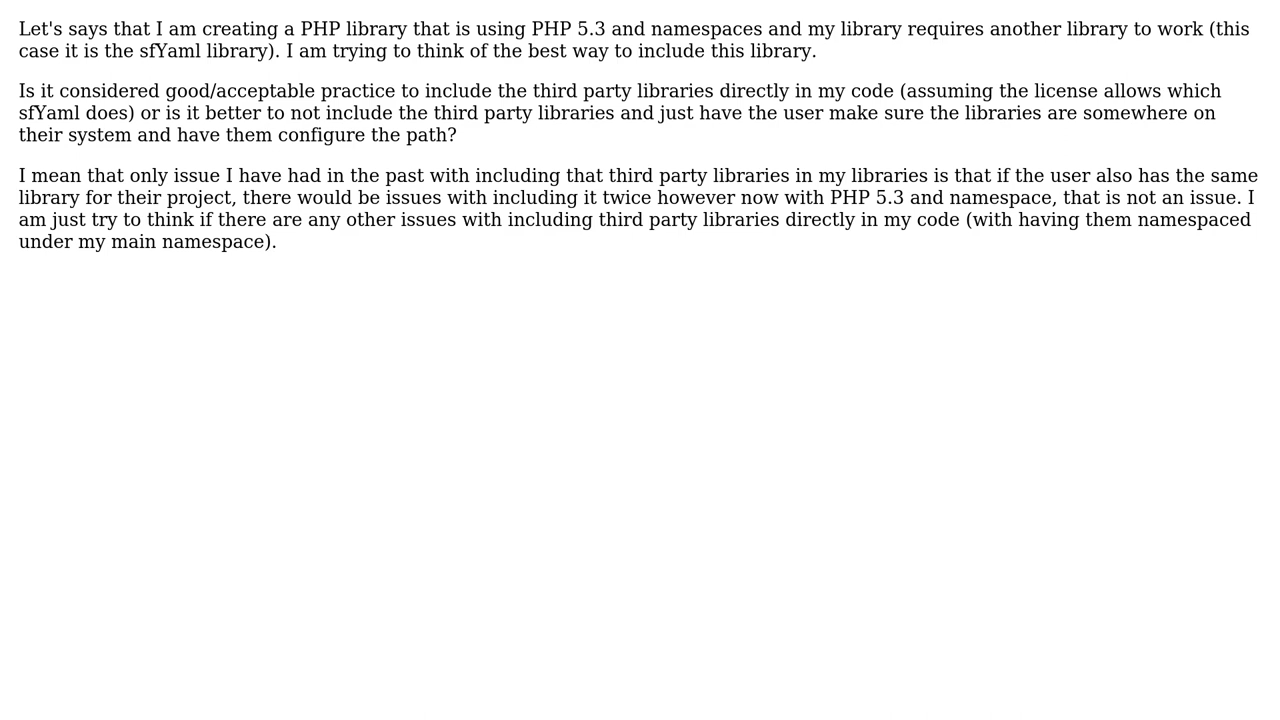 Let's says that I am creating a PHP library that is using PHP 5.3 and namespaces and my library requires another library to work (this
case it is the sfYaml library). I am trying to think of the best way to include this library.
Is it considered good/acceptable practice to include the third party libraries directly in my code (assuming the license allows which
sfYaml does) or is it better to not include the third party libraries and just have the user make sure the libraries are somewhere on
their system and have them configure the path?
I mean that only issue I have had in the past with including that third party libraries in my libraries is that if the user also has the same
library for their project, there would be issues with including it twice however now with PHP 5.3 and namespace, that is not an issue. I
am just try to think if there are any other issues with including third party libraries directly in my code (with having them namespaced
under my main namespace).